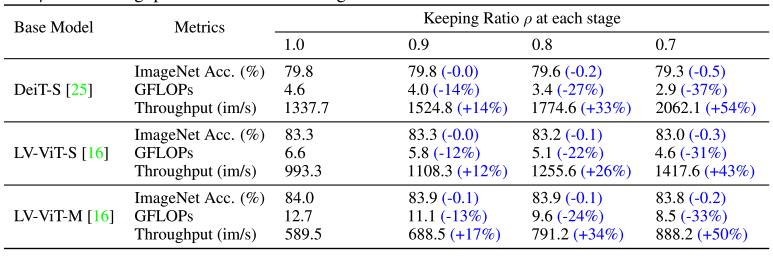 Keeping Ratio ρ at each stage
Base Model Metrics
1.0 0.9 0.8 0.7
ImageNet Acc. (%) 79.8 79.8 (-0.0) 79.6 (-0.2) 79.3 (-0.5)
DeiT-S [25] GFLOPs 4.6 4.0 (-14%) 3.4 (-27%) 2.9 (-37%)
Throughput (im/s) 1337.7 1524.8 (+14%) 1774.6 (+33%) 2062.1 (+54%)
ImageNet Acc. (%) 83.3 83.3 (-0.0) 83.2 (-0.1) 83.0 (-0.3)
LV-ViT-S [16] GFLOPs 6.6 5.8 (-12%) 5.1 (-22%) 4.6 (-31%)
Throughput (im/s) 993.3 1108.3 (+12%) 1255.6 (+26%) 1417.6 (+43%)
ImageNet Acc. (%) 84.0 83.9 (-0.1) 83.9 (-0.1) 83.8 (-0.2)
LV-ViT-M [16] GFLOPs 12.7 11.1 (-13%) 9.6 (-24%) 8.5 (-33%)
Throughput (im/s) 589.5 688.5 (+17%) 791.2 (+34%) 888.2 (+50%)